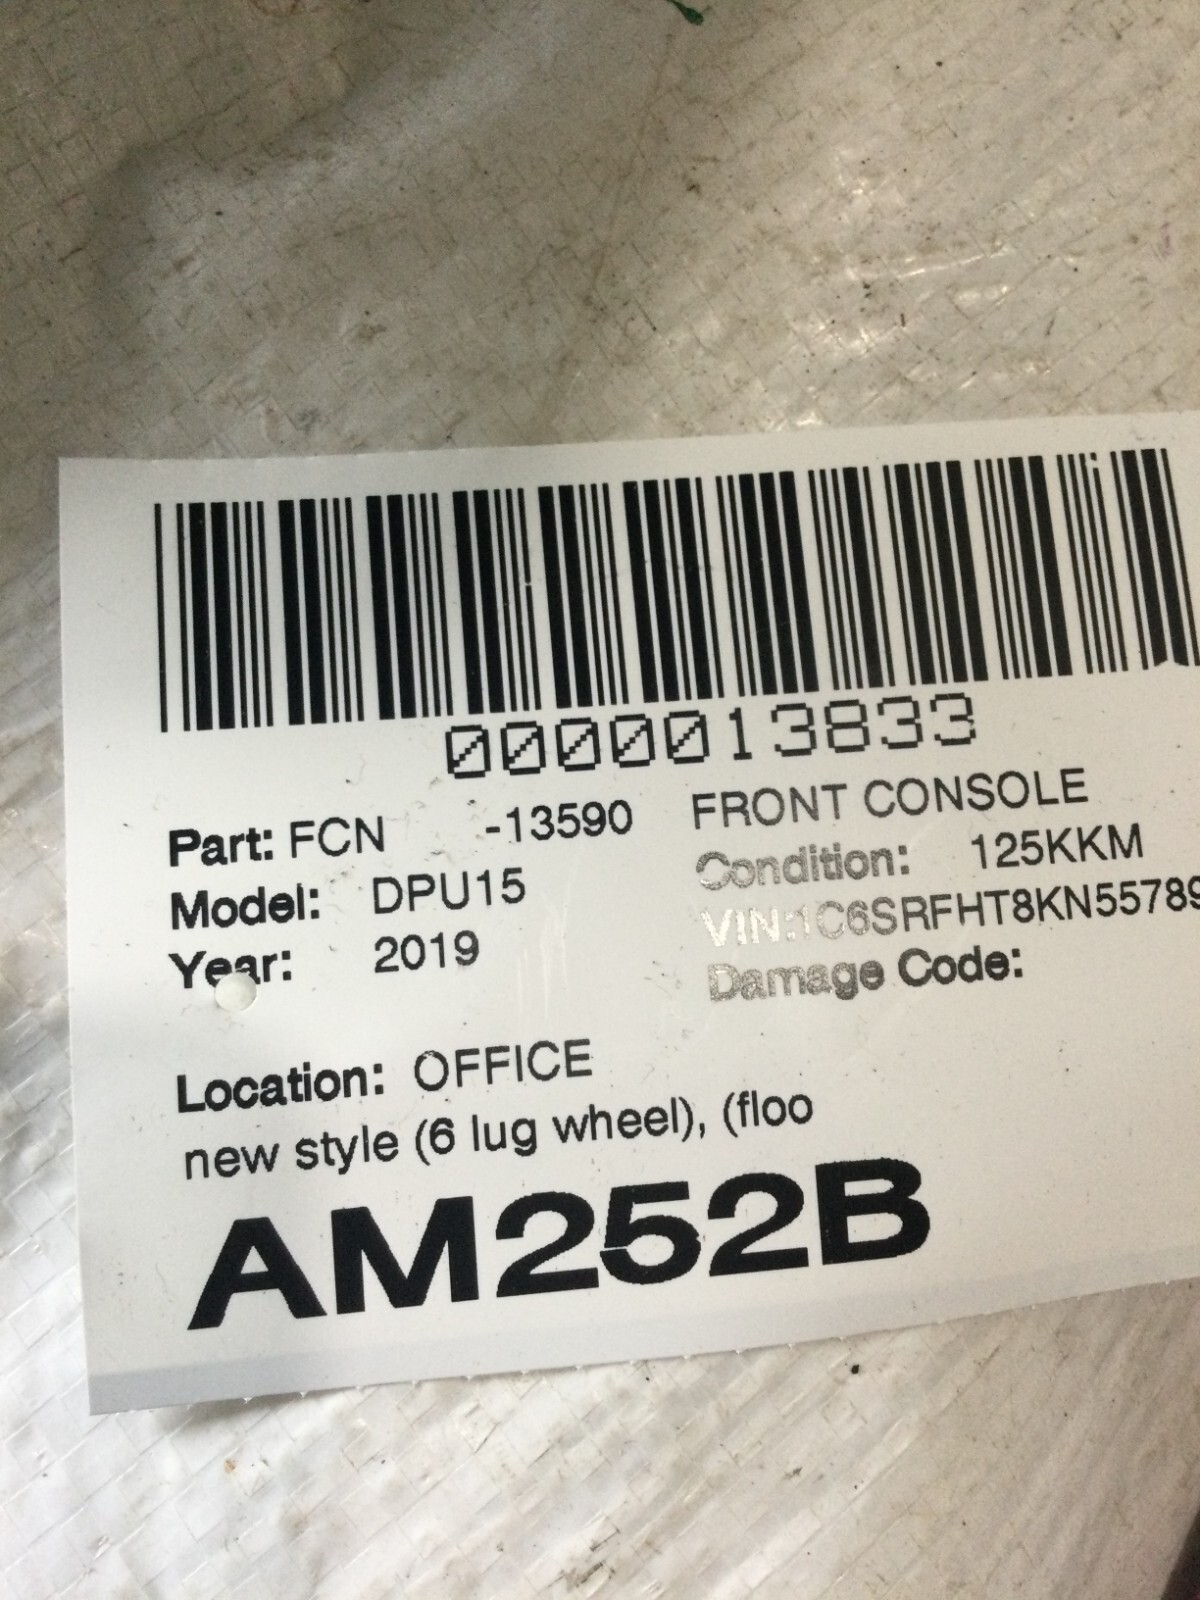 0000013833
Part: FCN -13590 FRONT CONSOLE
Model: DPU15 Condition: 125KKM
Year: 2019 VIN:1C6SRFHT8KN55789
Damage Code:
Location: OFFICE
new style (6 lug wheel), (floo
AM252B